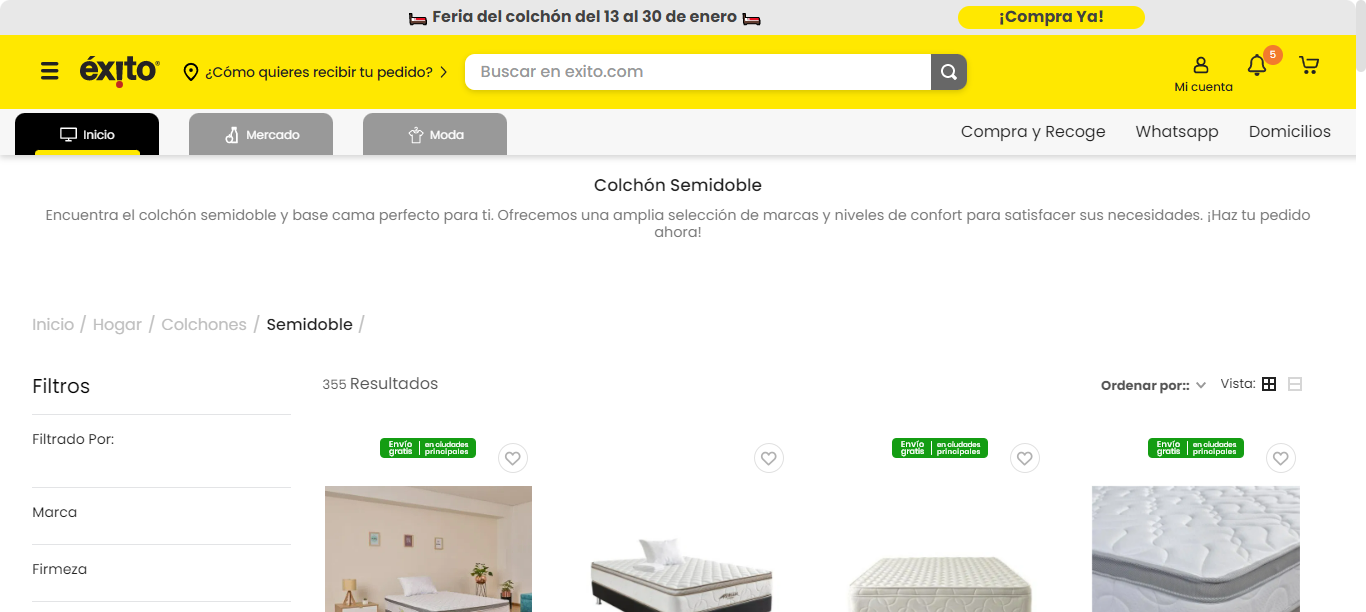 Feria del colchón del 13 al 30 de enero
¡Compra Ya!
éxito
¿Cómo quieres recibir tu pedido?
Buscar en exito.com
Mi cuenta
5
Inicio
Mercado
Moda
Compra y Recoge
Whatsapp
Domicilios
Colchón Semidoble
Encuentra el colchón semidoble y base cama perfecto para ti. Ofrecemos una amplia selección de marcas y niveles de confort para satisfacer sus necesidades. ¡Haz tu pedido
ahora!
Inicio / Hogar / Colchones / Semidoble /
Filtros
355 Resultados
Ordenar por::
Vista:
Filtrado Por:
Marca
Firmeza
Envío gratis en ciudades principales
Envío gratis en ciudades principales
Envío gratis en ciudades principales